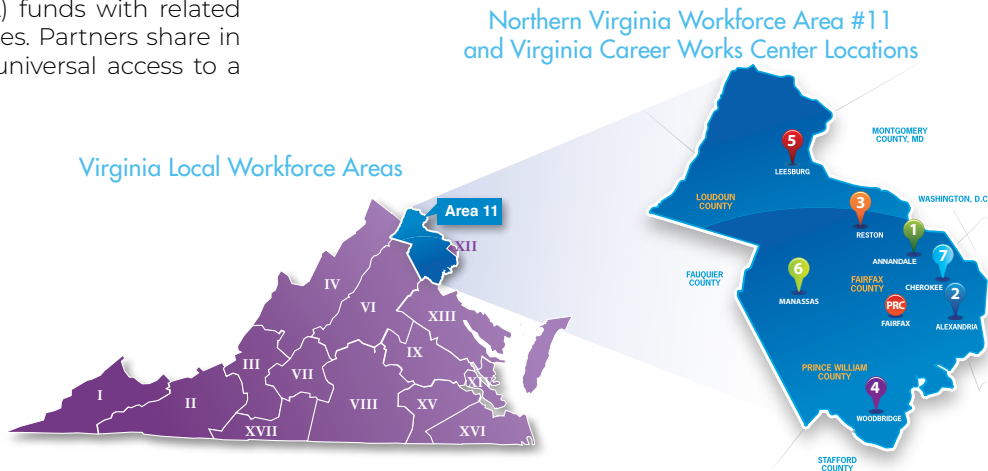 ) funds with related
es. Partners share in
universal access to a
Northern Virginia Workforce Area #11
and Virginia Career Works Center Locations
Virginia Local Workforce Areas
Area 11
XII
IV
VI
XIII
III
IX
VII
XIV
I
II
VIII
XV
XVII
XVI
MONTGOMERY
COUNTY, MD
5
LEESBURG
LOUDOUN
COUNTY
3
RESTON
WASHINGTON, D.C
1
ANNANDALE
7
CHEROKEE
FAUQUIER
COUNTY
6
MANASSAS
FAIRFAX
COUNTY
2
ALEXANDRIA
PRC
FAIRFAX
PRINCE WILLIAM
COUNTY
4
WOODBRIDGE
STAFFORD
COUNTY